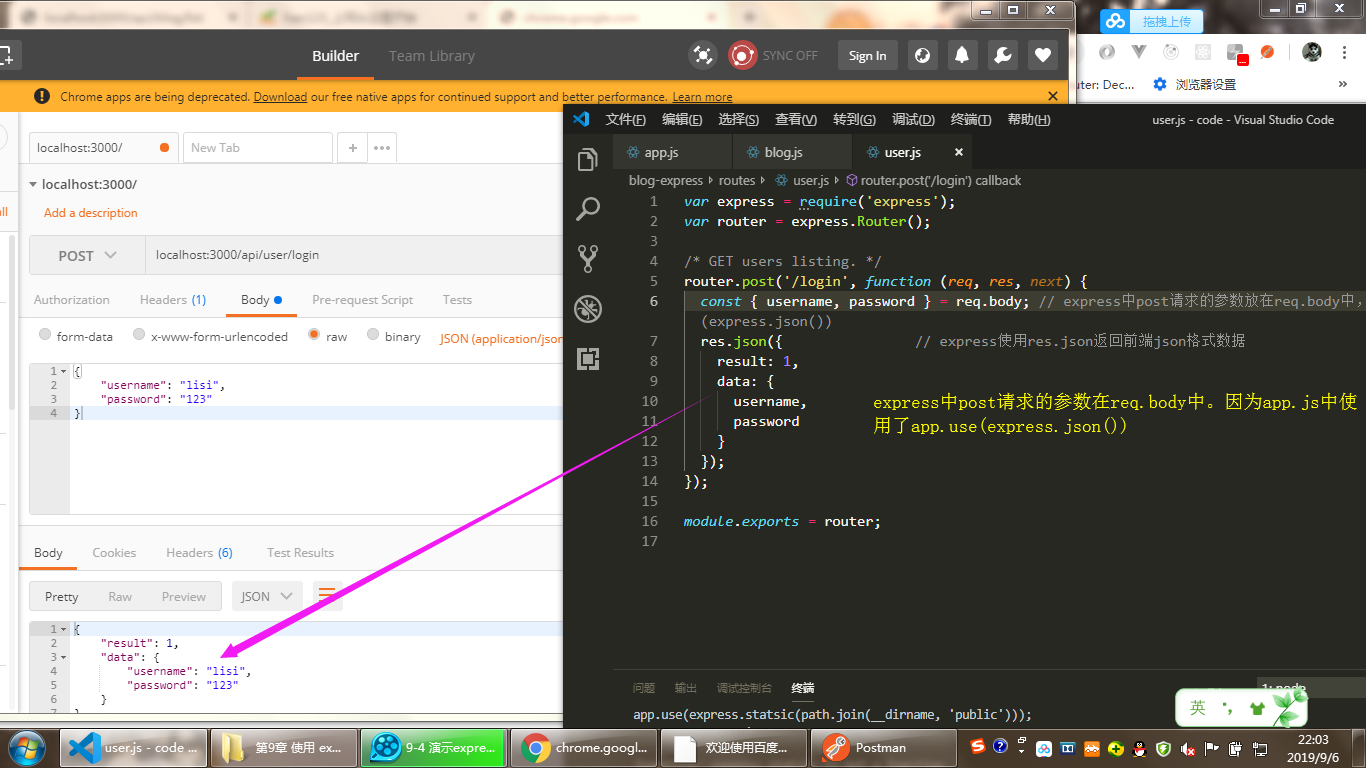 拖拽上传
Builder
Team Library
SYNC OFF
Sign In
Chrome apps are being deprecated. Download our free native apps for continued support and better performance. Learn more
uter: Dec...
浏览器设置
»
文件(F) 编辑(E) 选择(S) 查看(V) 转到(G) 调试(D) 终端(T) 帮助(H)
user.js - code - Visual Studio Code
localhost:3000/
New Tab
+
•••
localhost:3000/
Add a description
POST
localhost:3000/api/user/login
Authorization
Headers (1)
Body
Pre-request Script
Tests
form-data
x-www-form-urlencoded
raw
binary
JSON (application/json
1 {
2 "username": "lisi",
3 "password": "123"
4 }
Body
Cookies
Headers (6)
Test Results
Pretty
Raw
Preview
JSON
1 {
2 "result": 1,
3 "data": {
4 "username": "lisi",
5 "password": "123"
6 }
app.js
blog.js
user.js
blog-express › routes › user.js › router.post('/login') callback
1 var express = require('express');
2 var router = express.Router();
3
4 /* GET users listing. */
5 router.post('/login', function (req, res, next) {
6 const { username, password } = req.body; // express中post请求的参数放在req.body中,
(express.json())
7 res.json({ // express使用res.json返回前端json格式数据
8 result: 1,
9 data: {
10 username,
11 password
12 }
13 });
14 });
15
16 module.exports = router;
17
express中post请求的参数在req.body中。因为app.js中使
用了app.use(express.json())
问题
输出
调试控制台
终端
1: node
app.use(express.statsic(path.join(__dirname, 'public')));
英
user.js - code ...
第9章 使用 ex...
9-4 演示expre...
chrome.googl...
欢迎使用百度...
Postman
22:03
2019/9/6